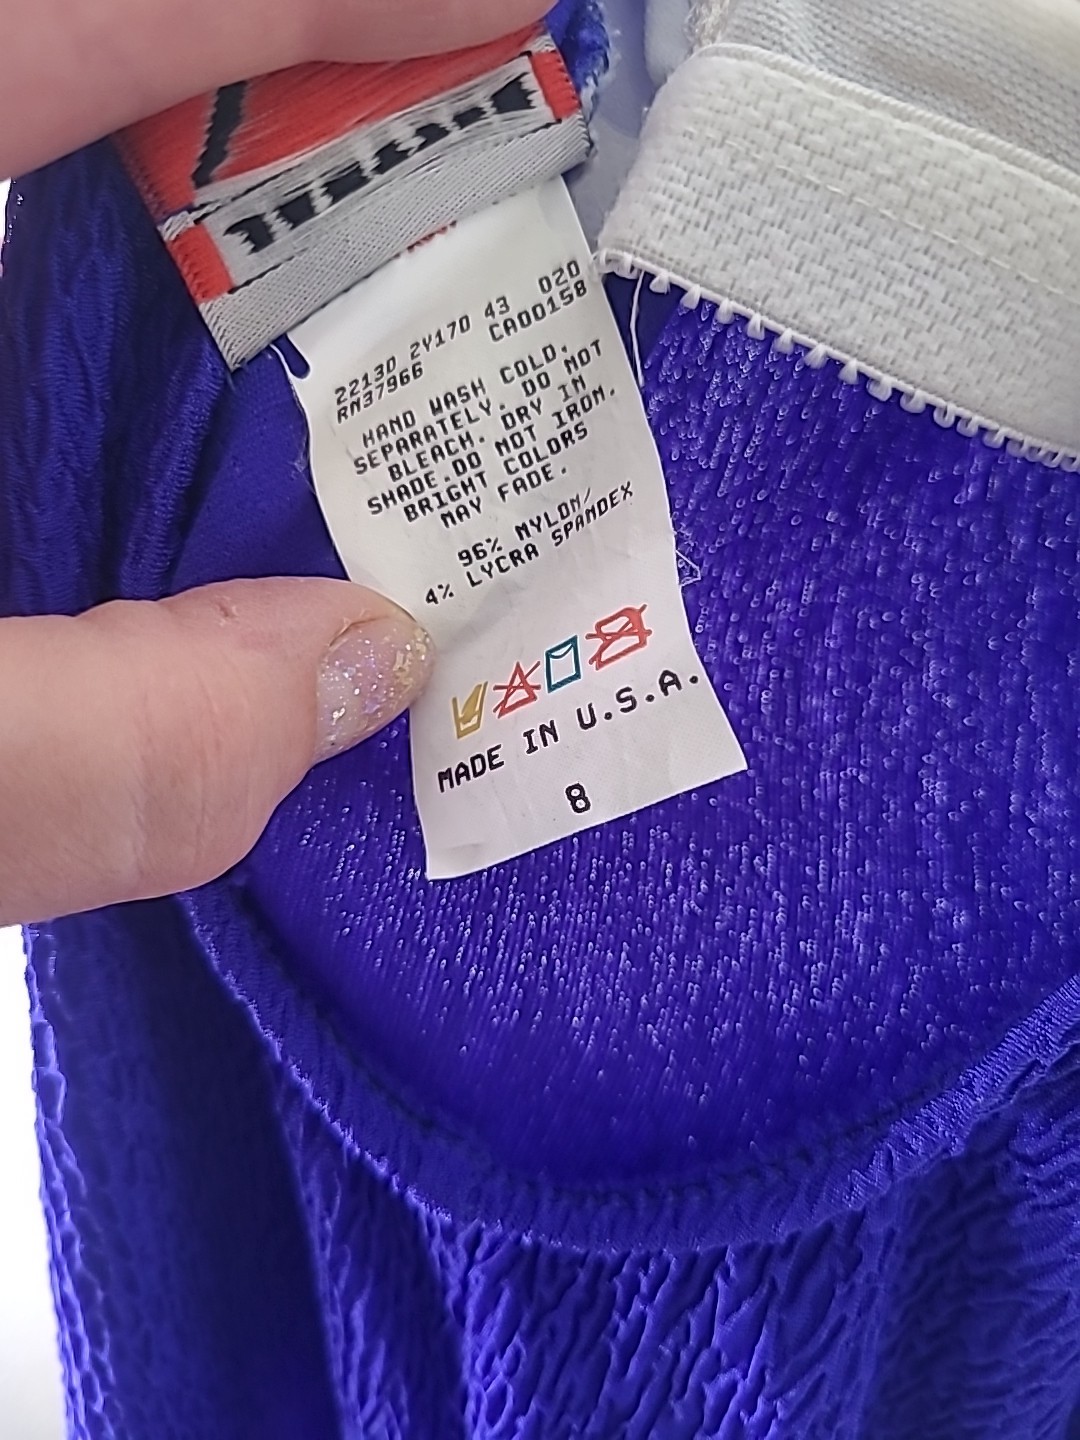 22130 2Y170 43 020
RN37966 CA00158
HAND WASH COLD.
SEPARATELY. DO NOT
BLEACH. DRY IN
SHADE. DO NOT IRON.
BRIGHT COLORS
MAY FADE.
96% NYLON/
4% LYCRA SPANDEX
MADE IN U.S.A.
8